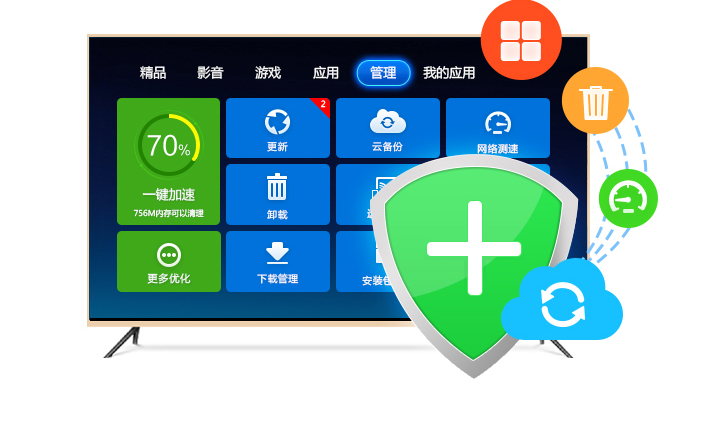 精品 影音 游戏 应用 管理 我的应用
70%
一键加速
756M内存可以清理
2
更新
云备份
网络测速
卸载
更多优化
下载管理
安装包